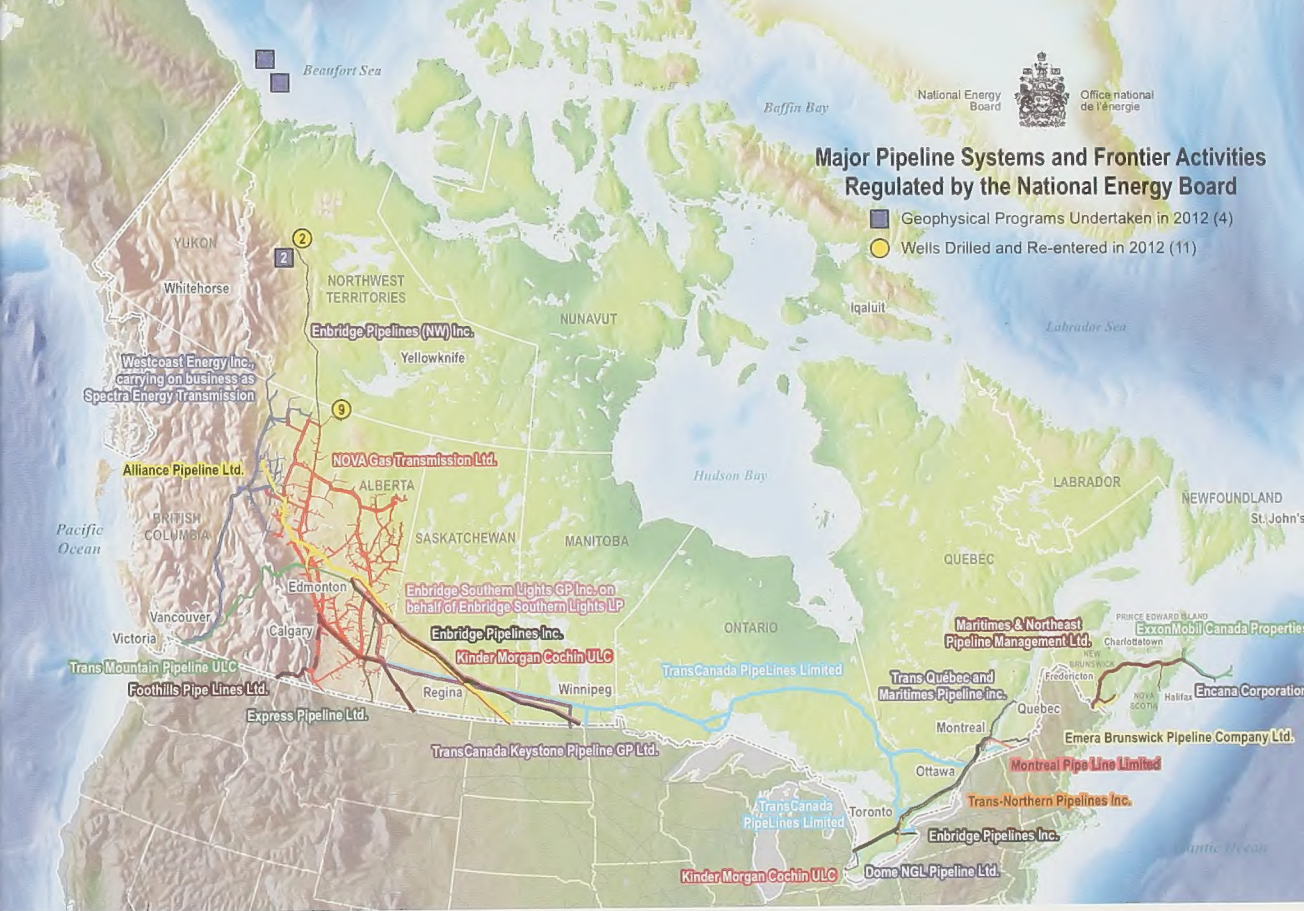 Beaufort Sea
Baffin Bay
National Energy
Board
Office national
de l'énergie
Major Pipeline Systems and Frontier Activities
Regulated by the National Energy Board
Geophysical Programs Undertaken in 2012 (4)
Wells Drilled and Re-entered in 2012 (11)
2
2
YUKON
Whitehorse
NORTHWEST
TERRITORIES
NUNAVUT
Iqaluit
Labrador Sea
Enbridge Pipelines (NW) Inc.
Yellowknife
Westcoast Energy Inc.,
carrying on business as
Spectra Energy Transmission
9
Alliance Pipeline Ltd.
NOVA Gas Transmission Ltd.
ALBERTA
Hudson Bay
LABRADOR
NEWFOUNDLAND
St. John's
Pacific
Ocean
BRITISH
COLUMBIA
SASKATCHEWAN
MANITOBA
QUEBEC
Edmonton
Enbridge Southern Lights GP Inc. on
behalf of Enbridge Southern Lights LP
Vancouver
Victoria
Calgary
Enbridge Pipelines Inc.
Kinder Morgan Cochin ULC
ONTARIO
Maritimes & Northeast
Pipeline Management Ltd.
PRINCE EDWARD ISLAND
Charlottetown
ExxonMobil Canada Propertie
Trans Mountain Pipeline ULC
Foothills Pipe Lines Ltd.
Express Pipeline Ltd.
Regina
Winnipeg
TransCanada PipeLines Limited
Trans Québec and
Maritimes Pipeline inc.
NEW
BRUNSWICK
Fredericton
NOVA
SCOTIA
Halifax
Encana Corporation
Quebec
Montreal
TransCanada Keystone Pipeline GP Ltd.
Emera Brunswick Pipeline Company Ltd.
Ottawa
Montreal Pipe Line Limited
TransCanada
PipeLines Limited
Toronto
Trans-Northern Pipelines Inc.
Enbridge Pipelines Inc.
Kinder Morgan Cochin ULC
Dome NGL Pipeline Ltd.
Ocean